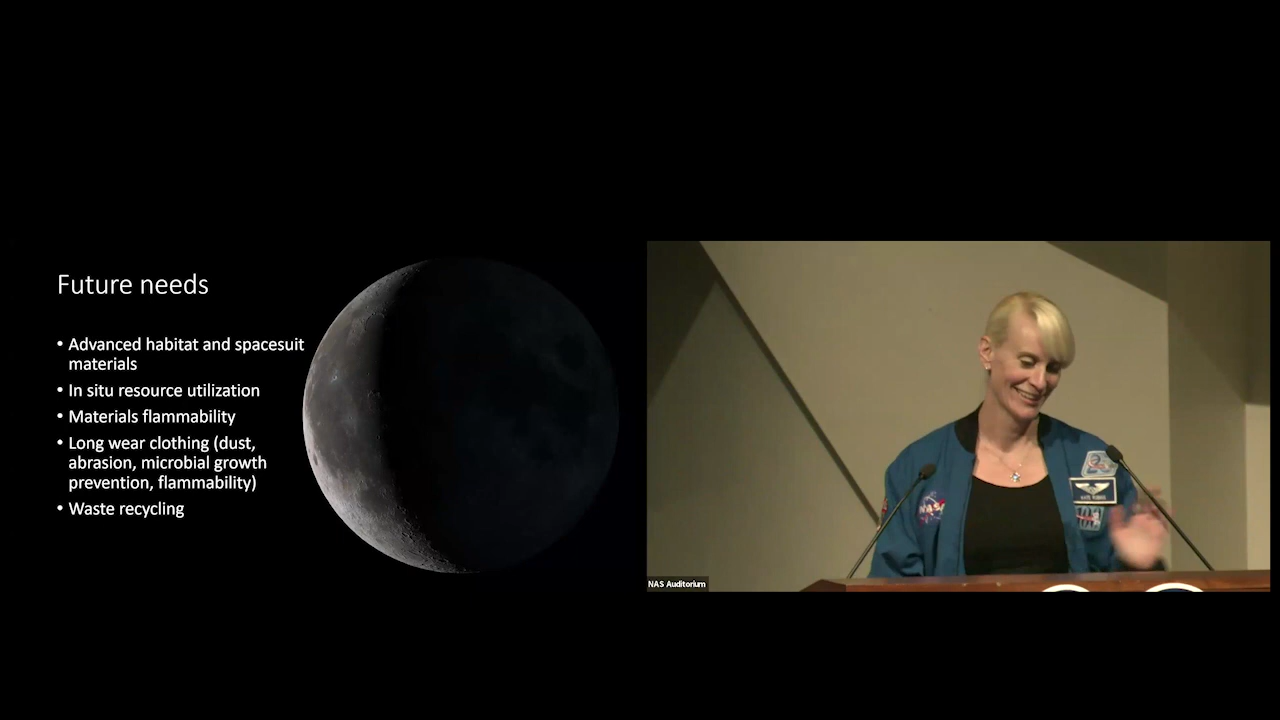 Future needs
• Advanced habitat and spacesuit
materials
• In situ resource utilization
• Materials flammability
• Long wear clothing (dust,
abrasion, microbial growth
prevention, flammability)
• Waste recycling
NASA
NAS Auditorium